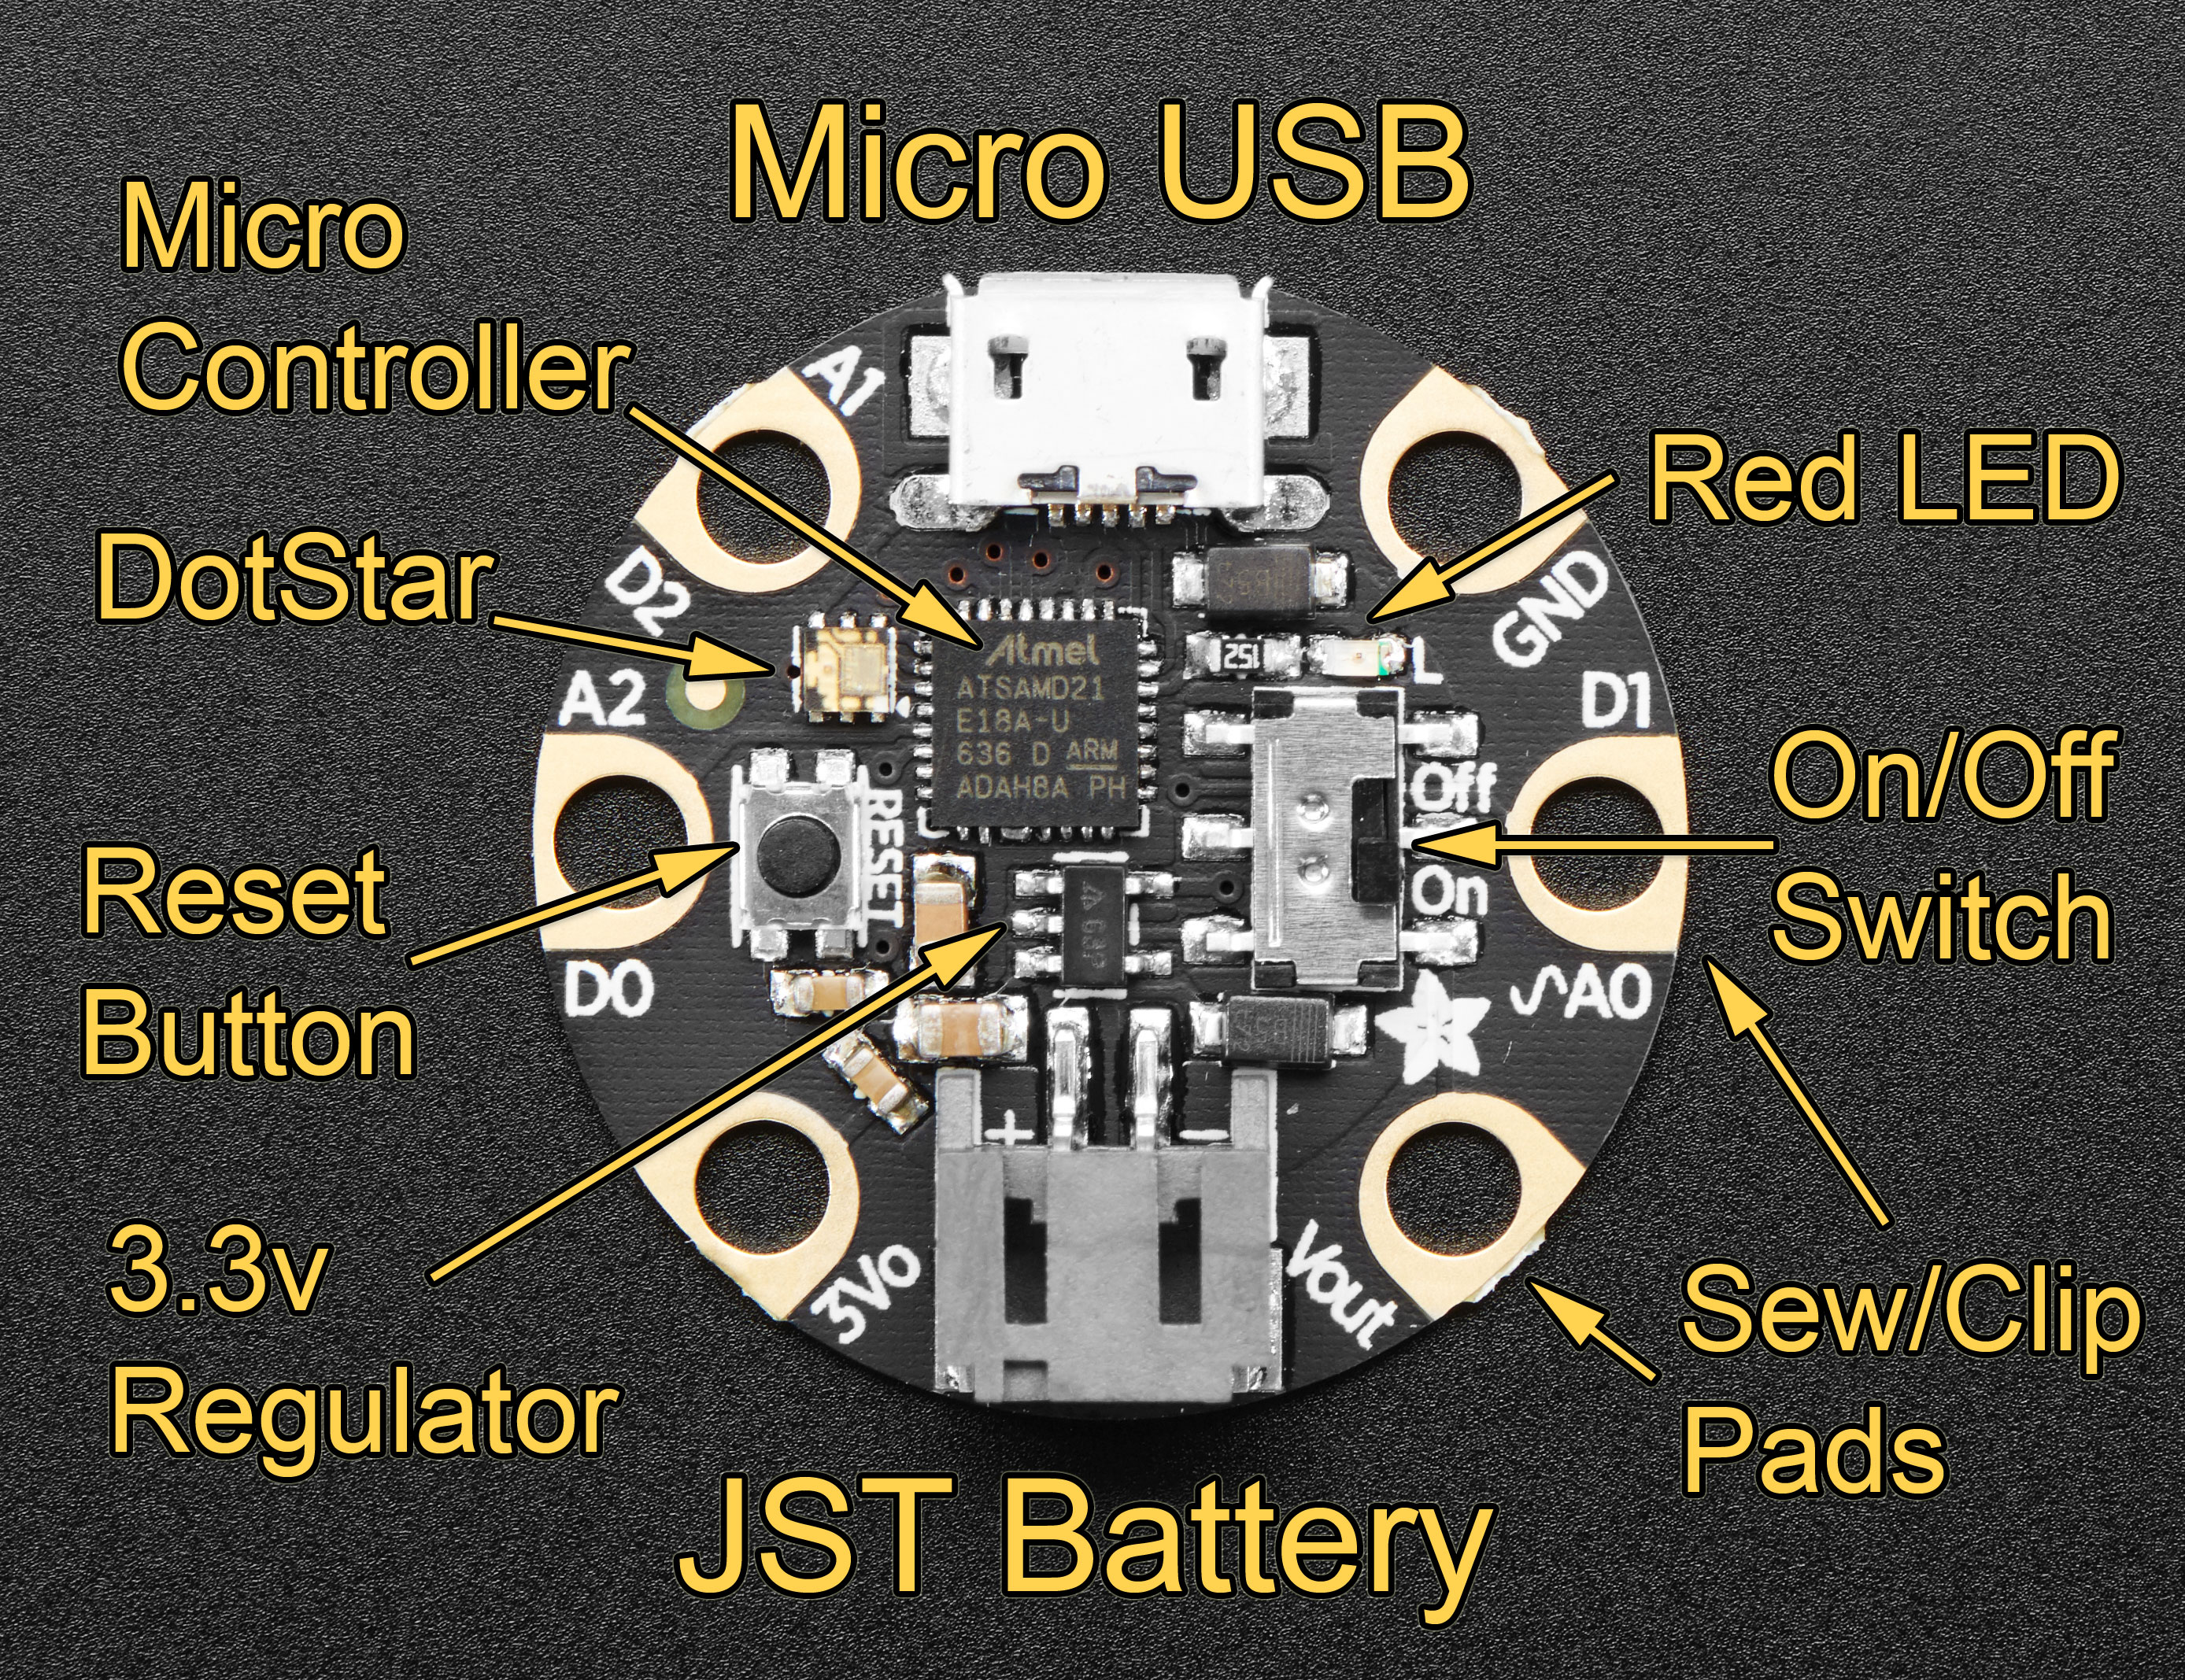 Micro USB
Micro
Controller
A1
Red LED
DotStar
D2
GND
A2
D1
Atmel
ATSAMD21
E18A-U
636 D ARM
ADAH8A PH
152
L
On/Off
Switch
Off
On
RESET
Reset
Button
D0
A0
3.3v
Regulator
+
-
3Vo
Vout
Sew/Clip
Pads
JST Battery